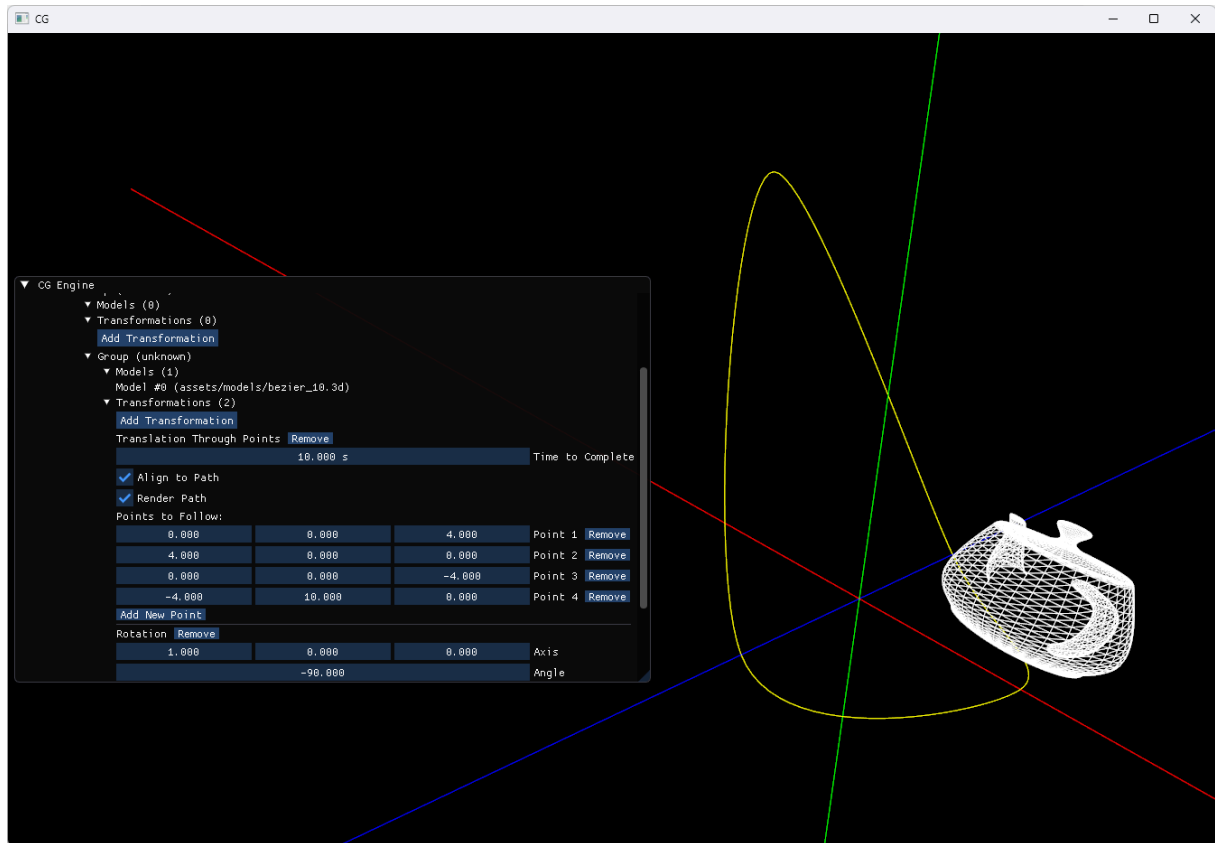 CG
CG Engine
Models (0)
Transformations (0)
Add Transformation
Group (unknown)
Models (1)
Model #0 (assets/models/bezier_10.3d)
Transformations (2)
Add Transformation
Translation Through Points Remove
10.000 s Time to Complete
Align to Path
Render Path
Points to Follow:
0.000 0.000 4.000 Point 1 Remove
4.000 0.000 0.000 Point 2 Remove
0.000 0.000 -4.000 Point 3 Remove
-4.000 10.000 0.000 Point 4 Remove
Add New Point
Rotation Remove
1.000 0.000 0.000 Axis
-90.000 Angle